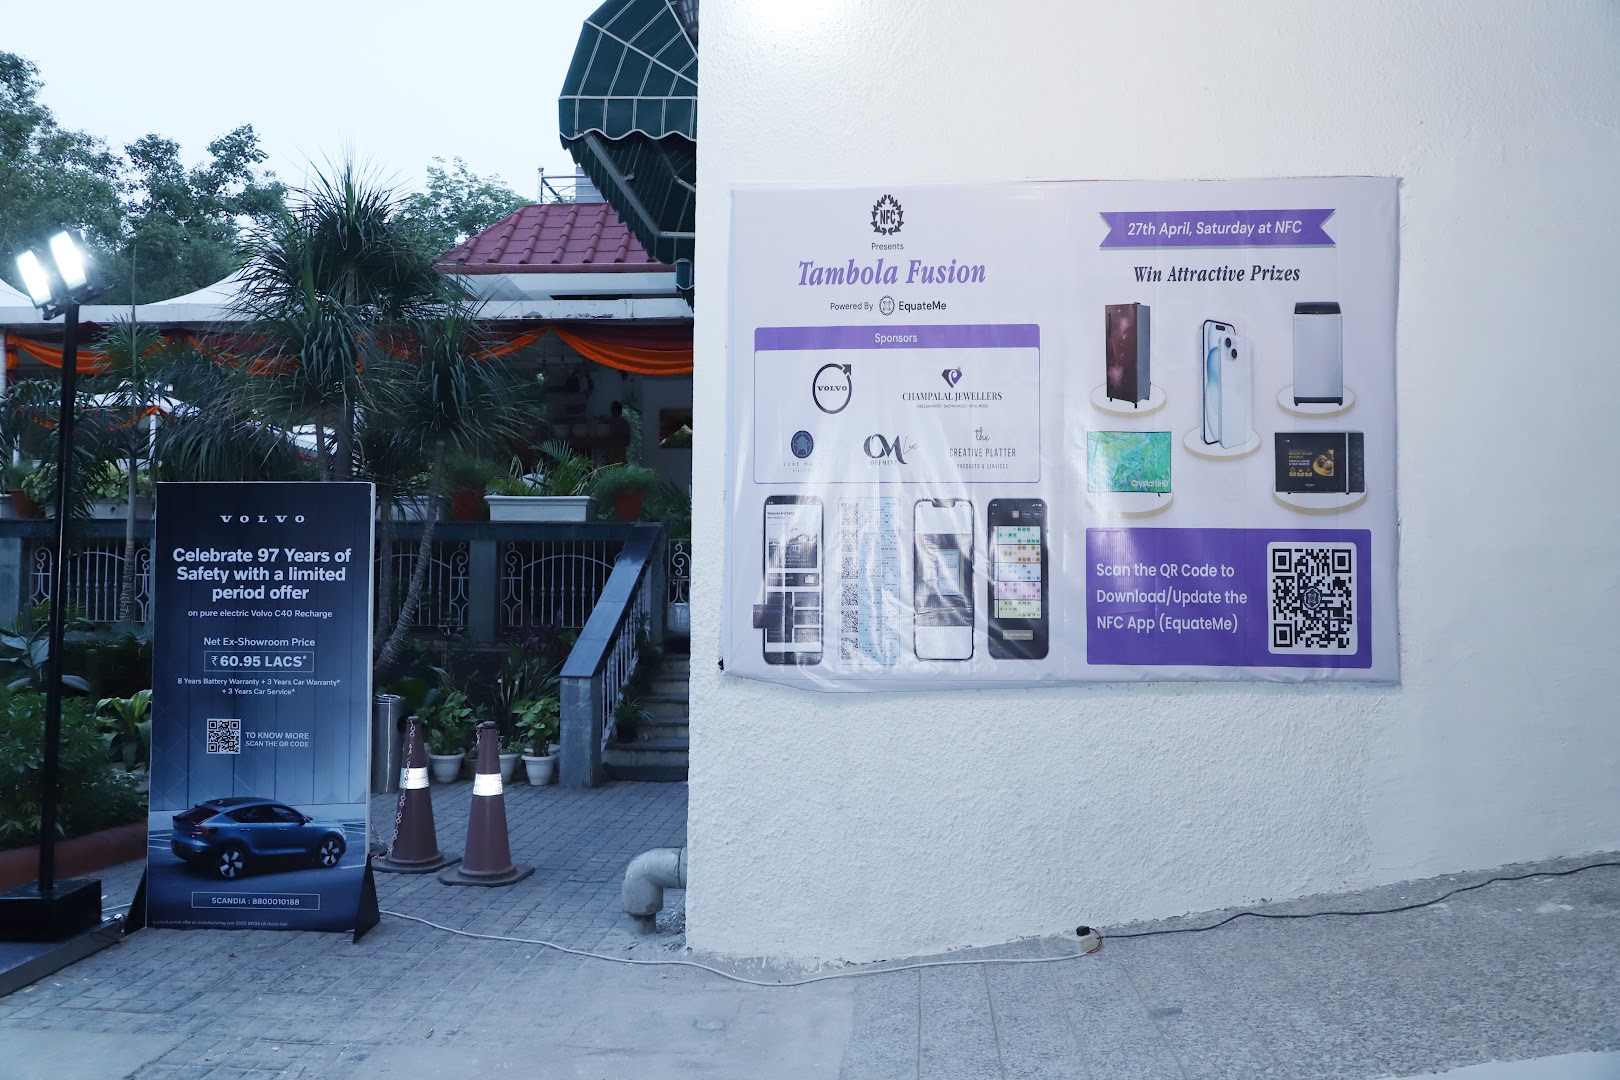 VOLVO
Celebrate 97 Years of
Safety with a limited
period offer
on pure electric Volvo C40 Recharge
Net Ex-Showroom Price
₹60.95 LACS*
8 Years Battery Warranty + 3 Years Car Warranty*
+ 3 Years Car Service*
TO KNOW MORE
SCAN THE QR CODE
SCANDIA : 8800010188
NFC
Presents
Tambola Fusion
Powered By EquateMe
Sponsors
VOLVO
CHAMPALAL JEWELLERS
the
CREATIVE PLATTER
PRODUCTS & SERVICES
27th April, Saturday at NFC
Win Attractive Prizes
Crystal UHD
Scan the QR Code to
Download/Update the
NFC App (EquateMe)